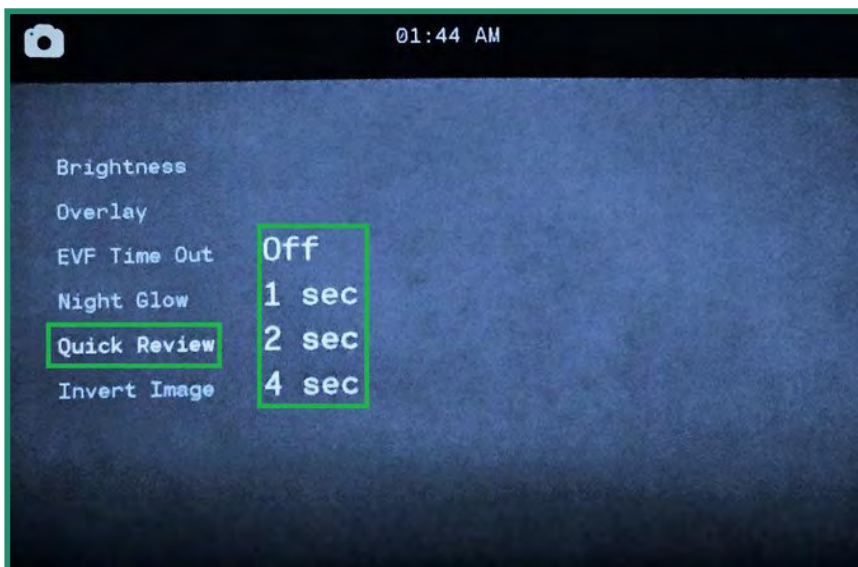 01:44 AM
Brightness
Overlay
EVF Time Out
Night Glow
Quick Review
Invert Image
Off
1 sec
2 sec
4 sec